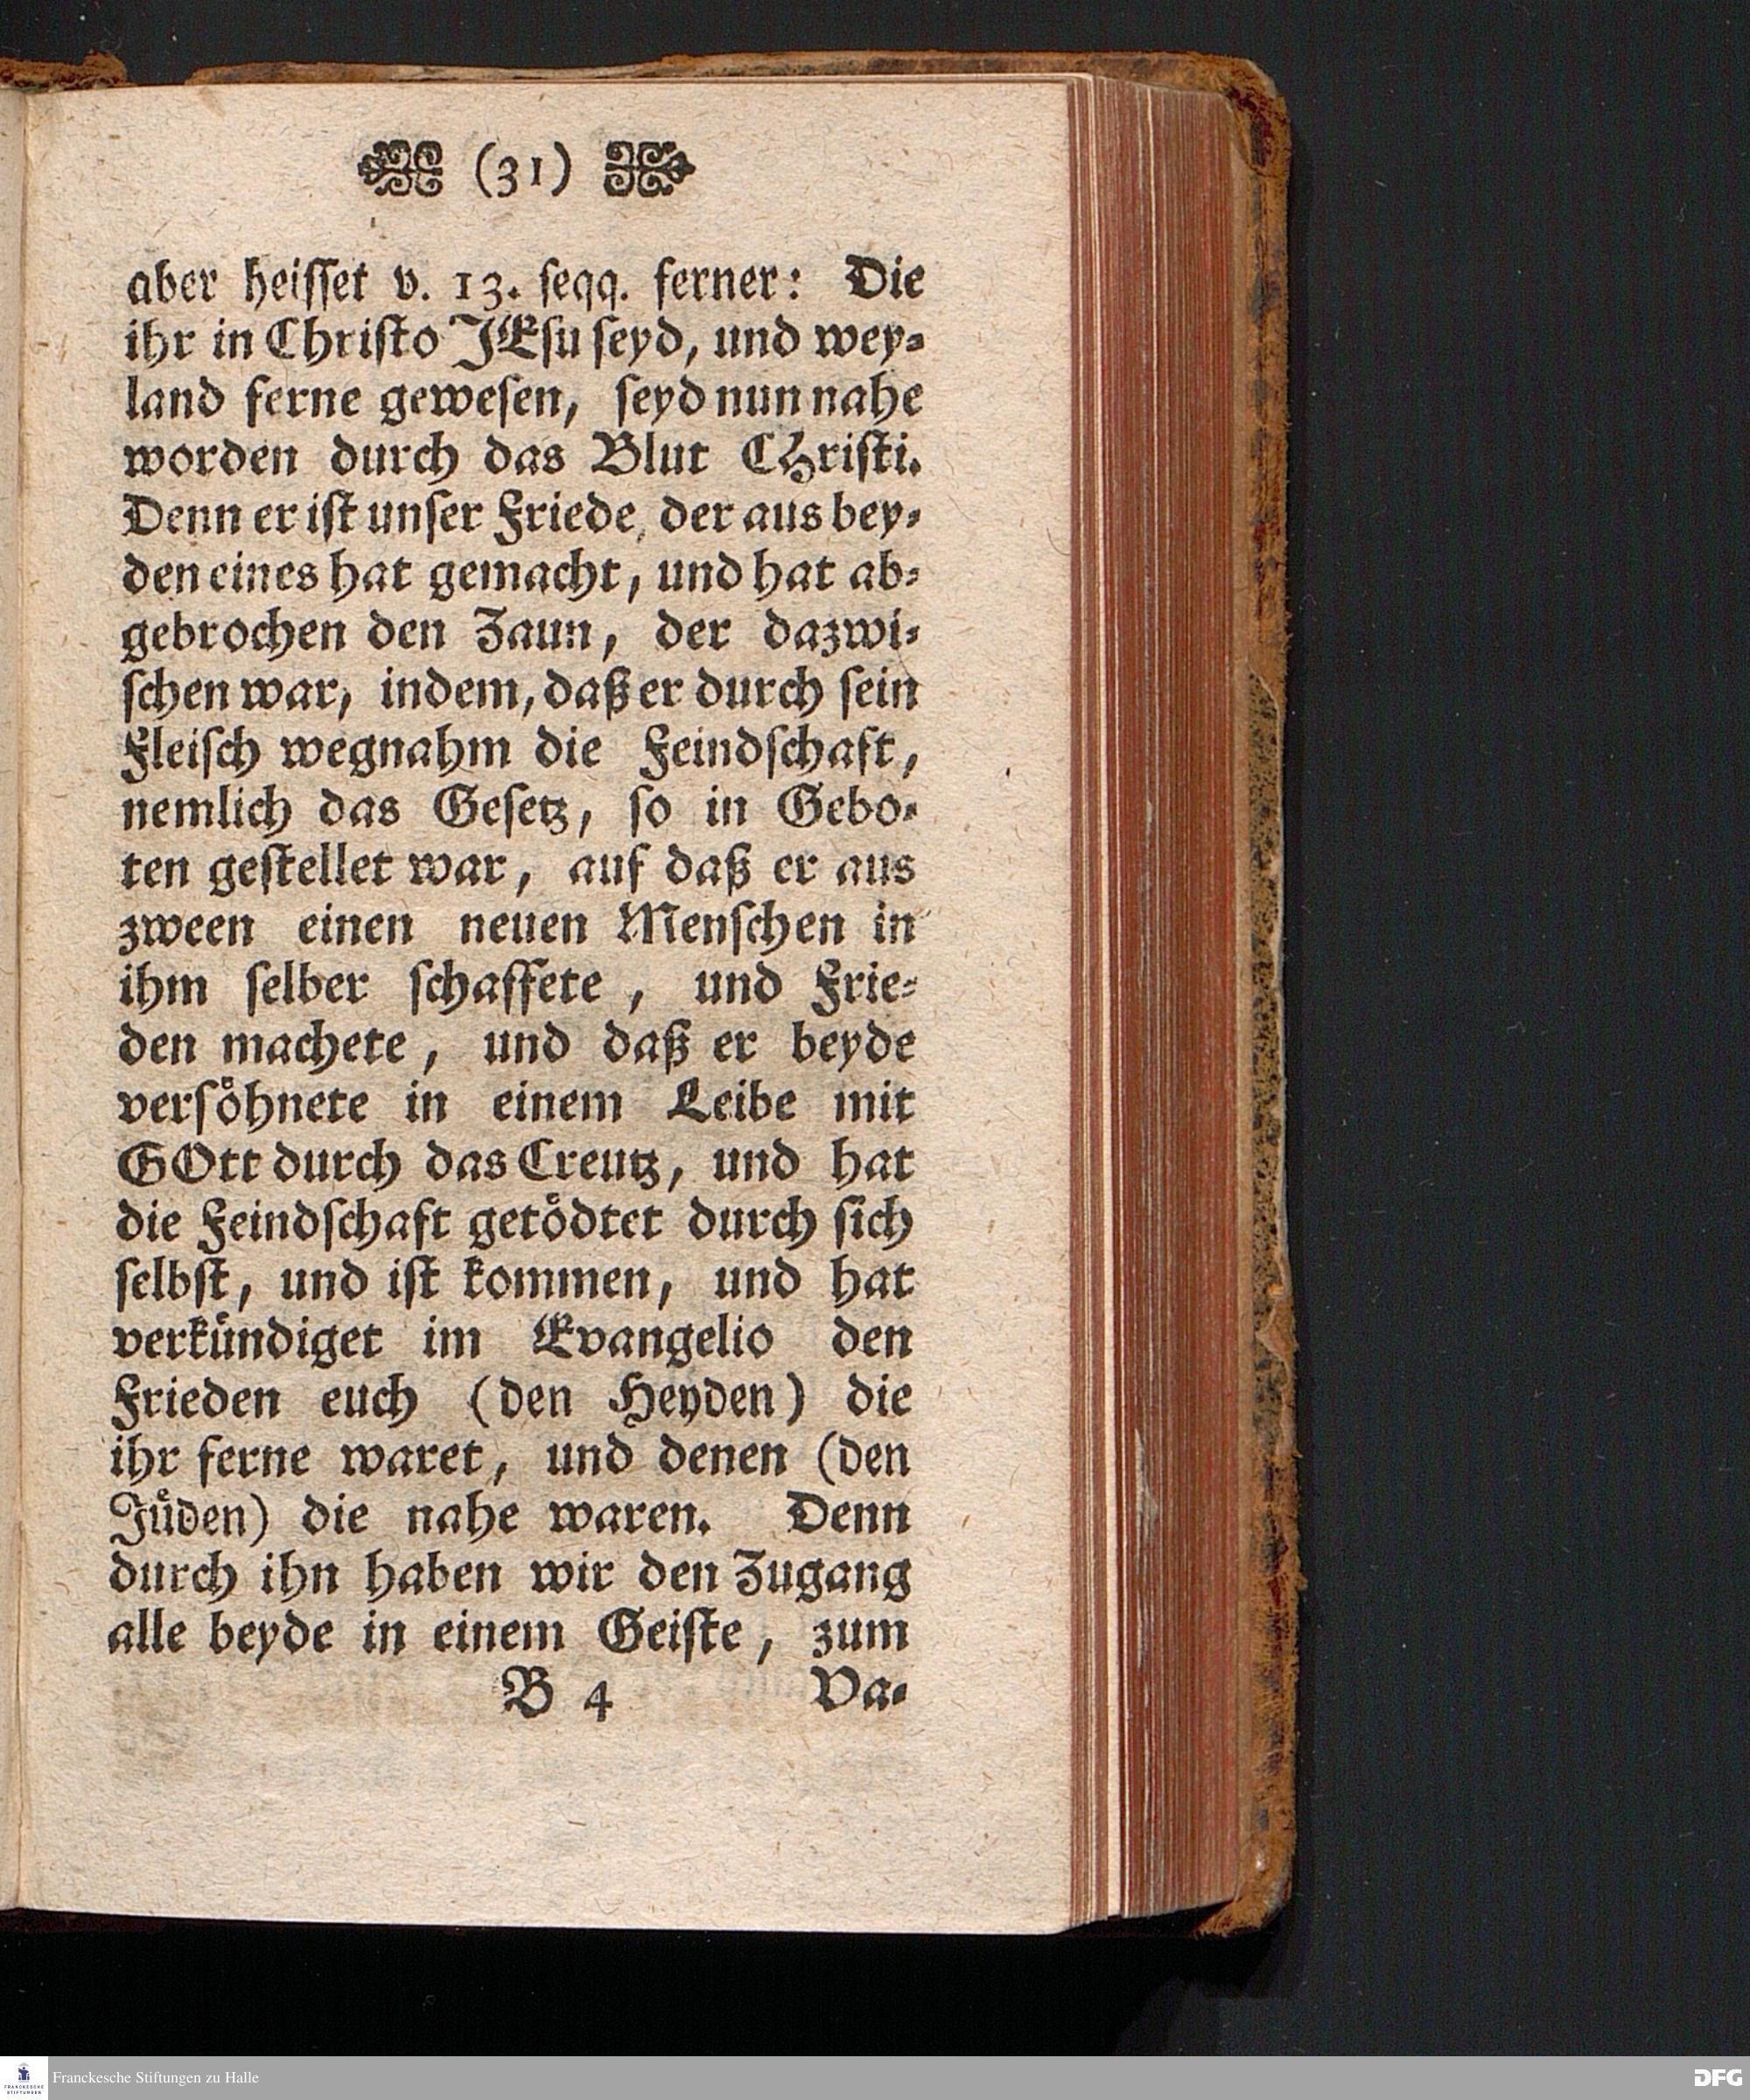 (31)
aber heisset v. 13. seqq. ferner: Die
ihr in Christo JEsu seyd, und wey-
land ferne gewesen, seyd nun nahe
worden durch das Blut CHristi.
Denn er ist unser Friede, der aus bey-
den eines hat gemacht, und hat ab-
gebrochen den Zaun, der dazwi-
schen war, indem, daß er durch sein
Fleisch wegnahm die Feindschaft,
nemlich das Gesetz, so in Gebo-
ten gestellet war, auf daß er aus
zween einen neuen Menschen in
ihm selber schaffete, und Frie-
den machete, und daß er beyde
versöhnete in einem Leibe mit
GOtt durch das Creutz, und hat
die Feindschaft getödtet durch sich
selbst, und ist kommen, und hat
verkündiget im Evangelio den
Frieden euch (den Heyden) die
ihr ferne waret, und denen (den
Jüden) die nahe waren. Denn
durch ihn haben wir den Zugang
alle beyde in einem Geiste, zum
B 4 Va-
FRANCKESCHE
STIFTUNGEN
Franckesche Stiftungen zu Halle
DFG